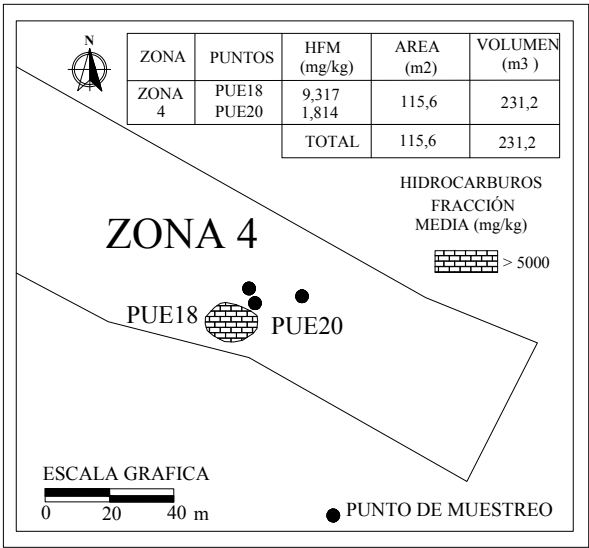 N
ZONA PUNTOS HFM (mg/kg) AREA (m2) VOLUMEN (m3 )
ZONA 4 PUE18 9,317 115,6 231,2
PUE20 1,814
TOTAL 115,6 231,2
HIDROCARBUROS
FRACCIÓN
MEDIA (mg/kg)
> 5000
ZONA 4
PUE18
PUE20
ESCALA GRAFICA
0 20 40 m
PUNTO DE MUESTREO